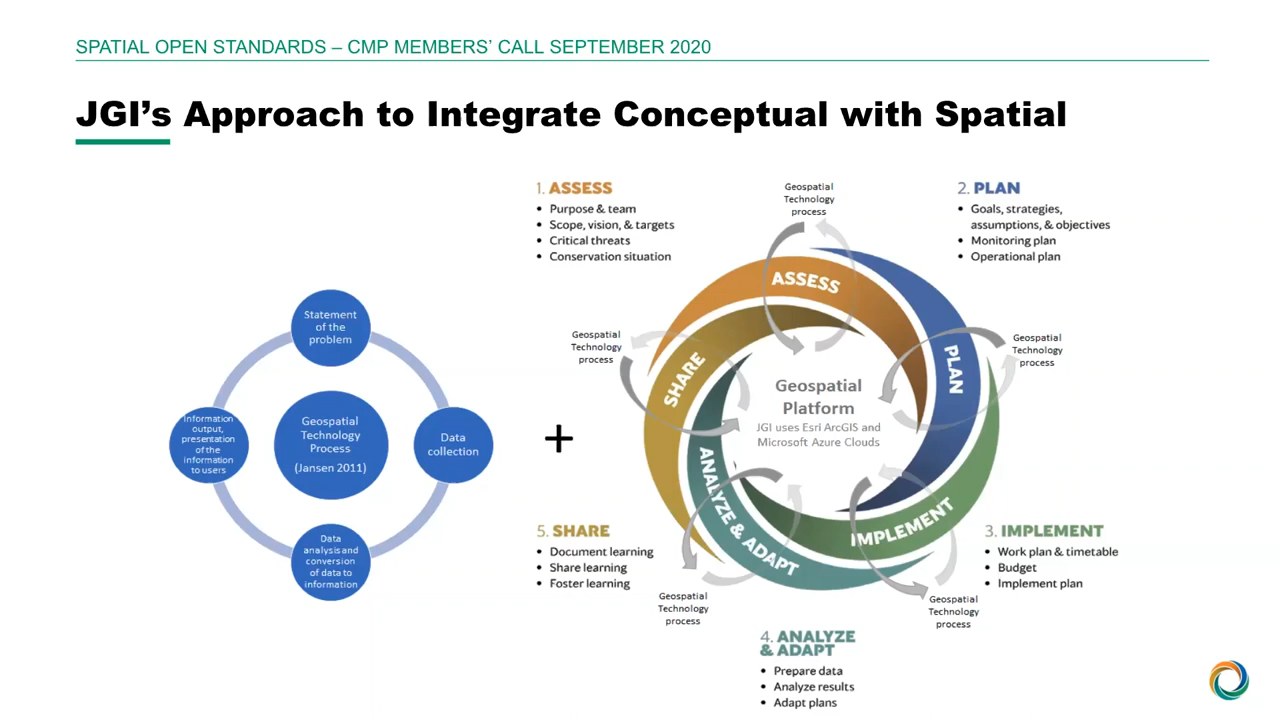 SPATIAL OPEN STANDARDS – CMP MEMBERS' CALL SEPTEMBER 2020
JGI's Approach to Integrate Conceptual with Spatial
Statement
of the
problem
Information
output,
presentation
of the
information
to users
Geospatial
Technology
Process
(Jansen 2011)
Data
collection
Data
analysis and
conversion
of data to
information
+
1. ASSESS
• Purpose & team
• Scope, vision, & targets
• Critical threats
• Conservation situation
Geospatial
Technology
process
2. PLAN
• Goals, strategies,
assumptions, & objectives
• Monitoring plan
• Operational plan
Geospatial
Technology
process
Geospatial
Technology
process
ASSESS
PLAN
SHARE
Geospatial
Platform
JGI uses Esri ArcGIS and
Microsoft Azure Clouds
ANALYZE & ADAPT
IMPLEMENT
5. SHARE
• Document learning
• Share learning
• Foster learning
3. IMPLEMENT
• Work plan & timetable
• Budget
• Implement plan
Geospatial
Technology
process
Geospatial
Technology
process
4. ANALYZE
& ADAPT
• Prepare data
• Analyze results
• Adapt plans